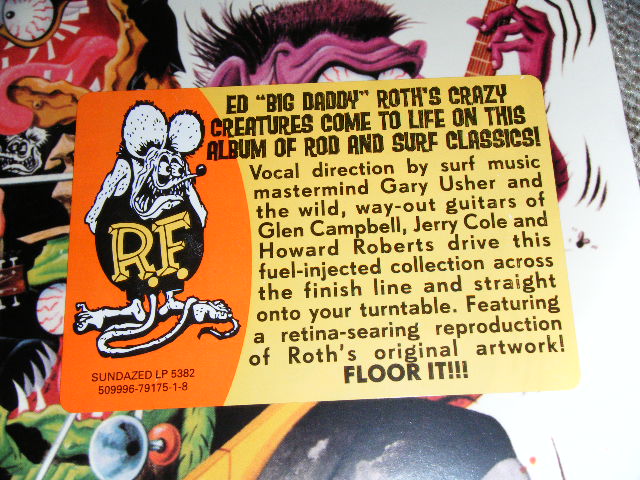 ED "BIG DADDY" ROTH'S CRAZY
CREATURES COME TO LIFE ON THIS
ALBUM OF ROD AND SURF CLASSICS!
Vocal direction by surf music
mastermind Gary Usher and
the wild, way-out guitars of
Glen Campbell, Jerry Cole and
Howard Roberts drive this
fuel-injected collection across
the finish line and straight
onto your turntable. Featuring
a retina-searing reproduction
of Roth's original artwork!
FLOOR IT!!!
R.F.
SUNDAZED LP 5382
509996-79175-1-8